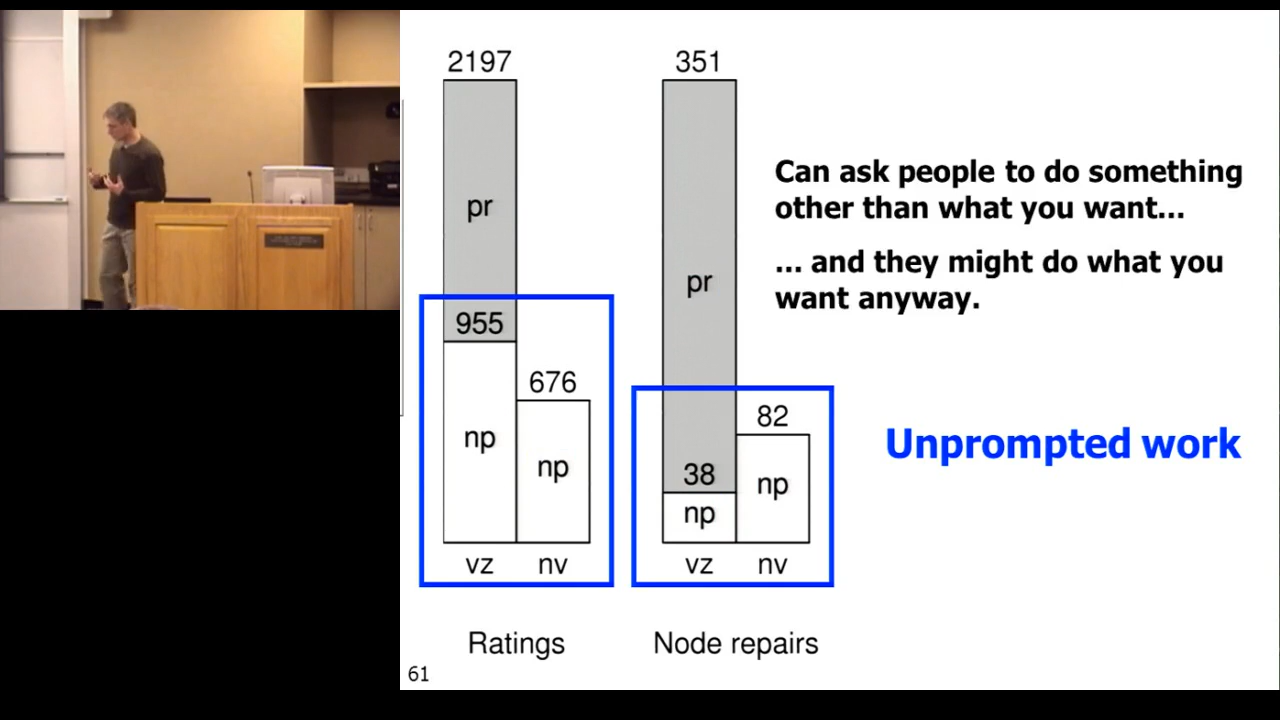 2197
351
pr
pr
955
676
np
np
38
82
np
np
vz
nv
vz
nv
Ratings
Node repairs
Can ask people to do something
other than what you want...
... and they might do what you
want anyway.
Unprompted work
61